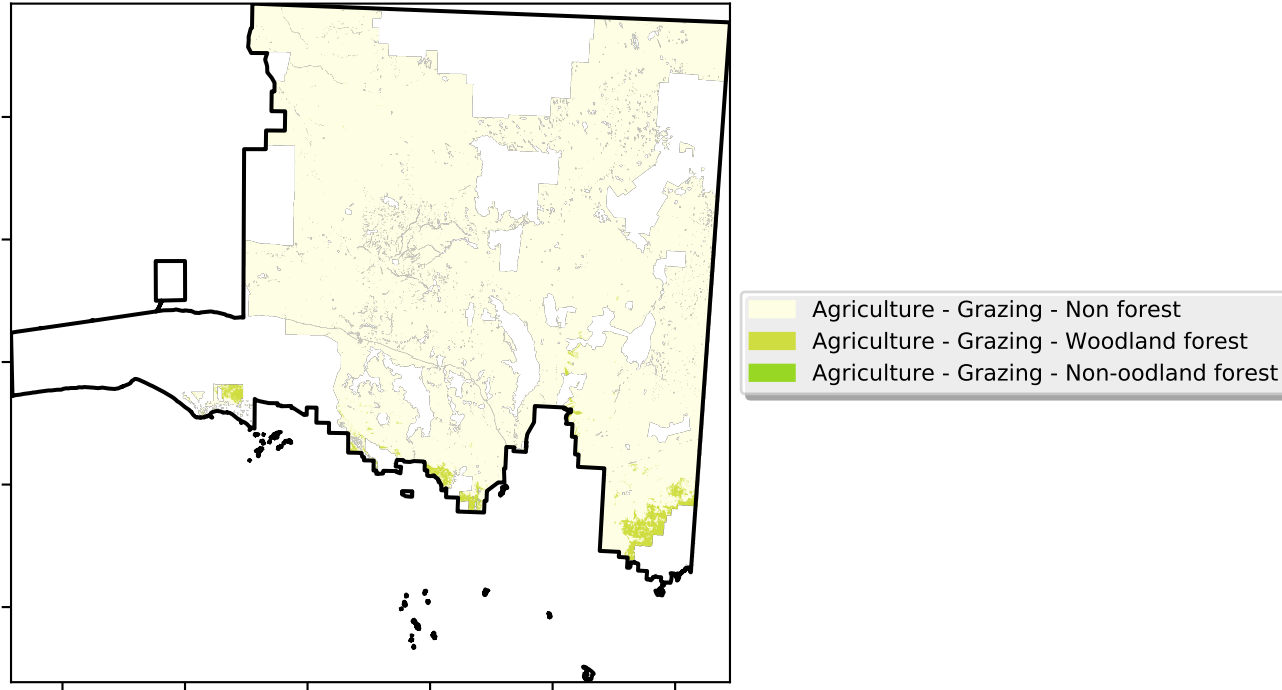 Agriculture - Grazing - Non forest
Agriculture - Grazing - Woodland forest
Agriculture - Grazing - Non-oodland forest